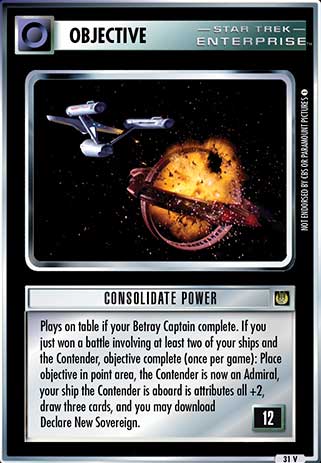 OBJECTIVE
STAR TREK
ENTERPRISE™
NOT ENDORSED BY CBS OR PARAMOUNT PICTURES
CONSOLIDATE POWER
Plays on table if your Betray Captain complete. If you
just won a battle involving at least two of your ships and
the Contender, objective complete (once per game): Place
objective in point area, the Contender is now an Admiral,
your ship the Contender is aboard is attributes all +2,
draw three cards, and you may download
Declare New Sovereign.
12
31 V